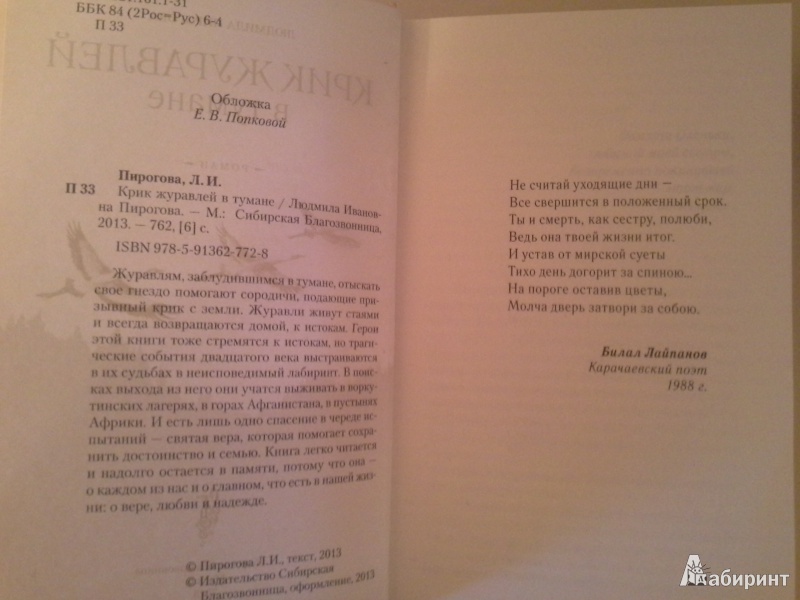 ББК 84 (2Рос=Рус) 6-4
П 33
Обложка
Е. В. Попковой
Пирогова, Л. И.
П 33 Крик журавлей в тумане / Людмила Иванов-
на Пирогова. — М.: Сибирская Благозвонница,
2013. — 762, [6] с.
ISBN 978-5-91362-772-8
Журавлям, заблудившимся в тумане, отыскать
свое гнездо помогают сородичи, подающие при-
зывный крик с земли. Журавли живут стаями
и всегда возвращаются домой, к истокам. Герои
этой книги тоже стремятся к истокам, но траги-
ческие события двадцатого века выстраиваются
в их судьбах в неисповедимый лабиринт. В поис-
ках выхода из него они учатся выживать в ворку-
тинских лагерях, в горах Афганистана, в пустынях
Африки. И есть лишь одно спасение в череде ис-
пытаний — святая вера, которая помогает сохра-
нить достоинство и семью. Книга легко читается
и надолго остается в памяти, потому что она —
о каждом из нас и о главном, что есть в нашей жиз-
ни: о вере, любви и надежде.
© Пирогова Л.И., текст, 2013
© Издательство Сибирская
Благозвонница, оформление, 2013
Не считай уходящие дни —
Все свершится в положенный срок.
Ты и смерть, как сестру, полюби,
Ведь она твоей жизни итог.
И устав от мирской суеты
Тихо день догорит за спиною...
На пороге оставив цветы,
Молча дверь затвори за собою.
Билал Лайпанов
Карачаевский поэт
1988 г.
Лабиринт